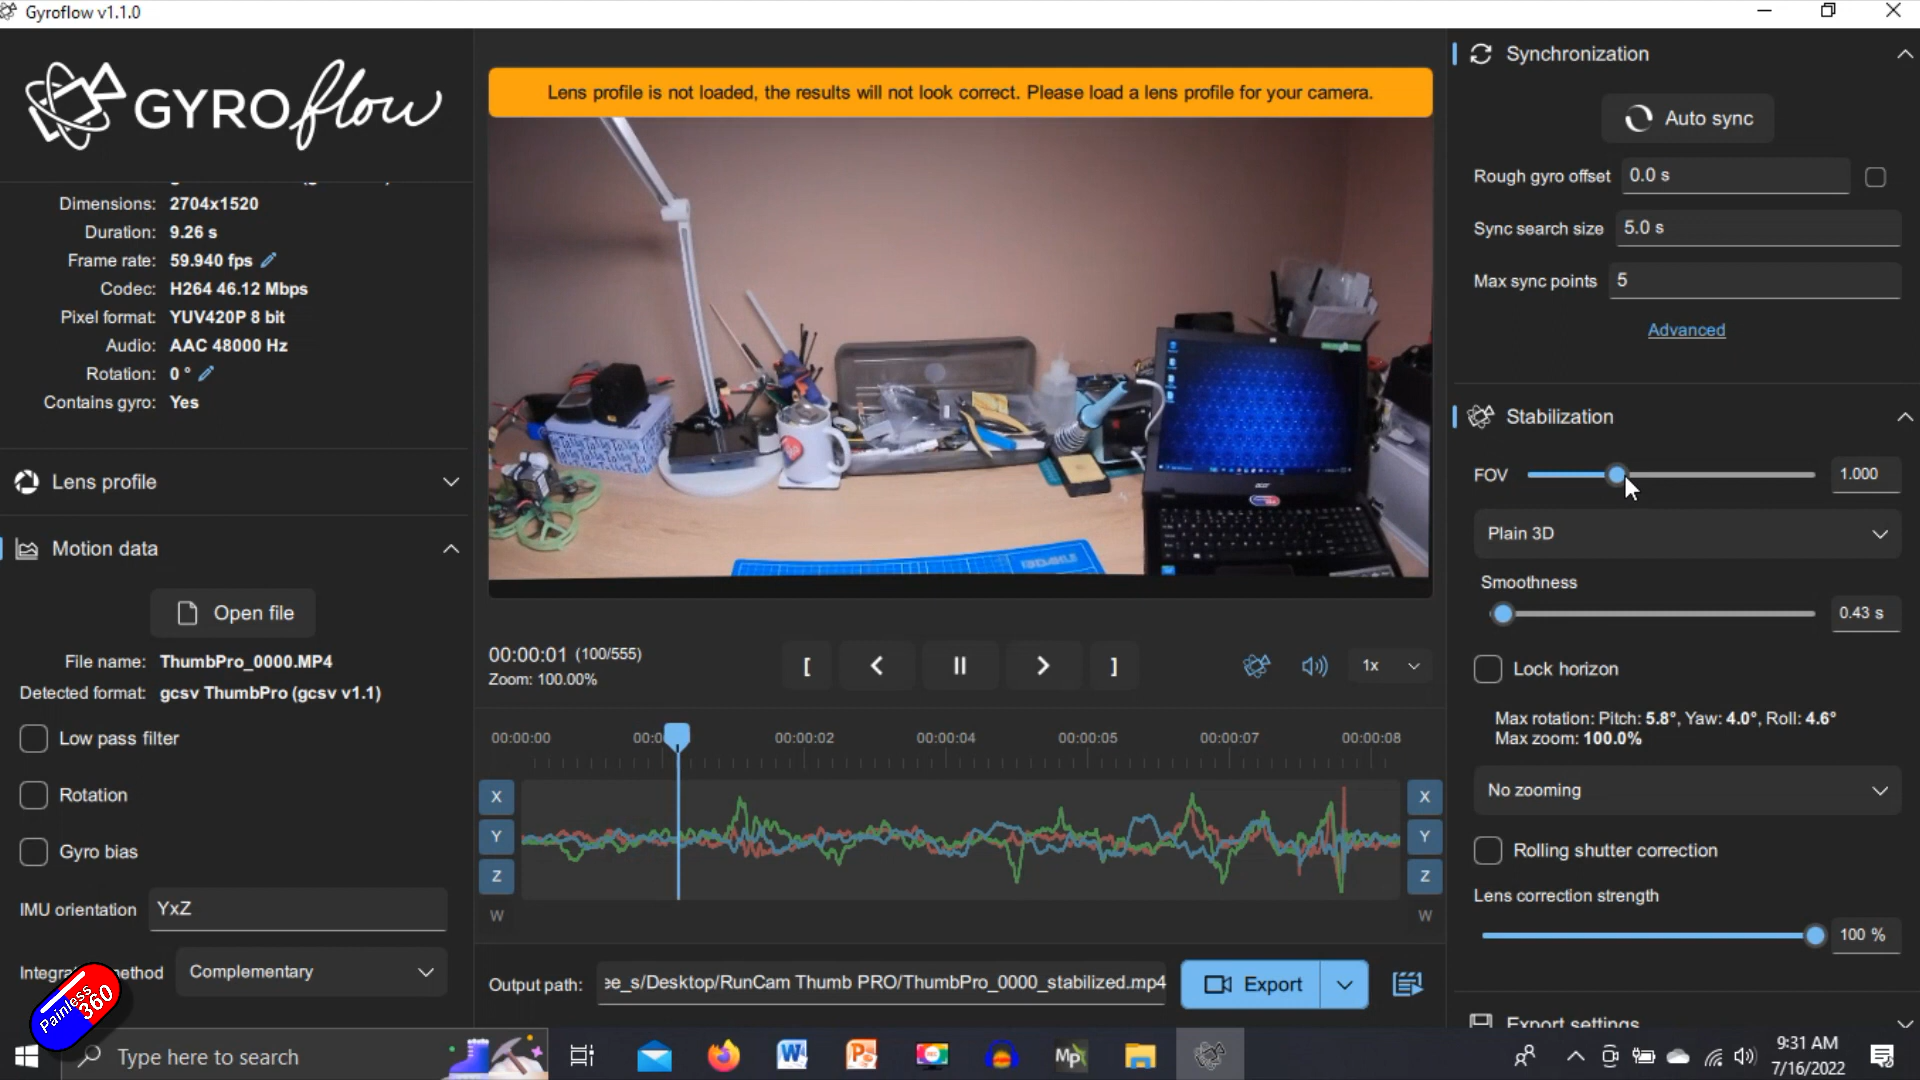 Gyroflow v1.1.0
GYROflow
Dimensions: 2704x1520
Duration: 9.26 s
Frame rate: 59.940 fps
Codec: H264 46.12 Mbps
Pixel format: YUV420P 8 bit
Audio: AAC 48000 Hz
Rotation: 0 °
Contains gyro: Yes
Lens profile
Motion data
Open file
File name: ThumbPro_0000.MP4
Detected format: gcsv ThumbPro (gcsv v1.1)
Low pass filter
Rotation
Gyro bias
IMU orientation YxZ
Complementary
Painless 360
Lens profile is not loaded, the results will not look correct. Please load a lens profile for your camera.
acer
00:00:01 (100/555)
Zoom: 100.00%
[
]
1x
00:00:00 00:00:02 00:00:04 00:00:05 00:00:07 00:00:08
X X
Y Y
Z Z
W W
Output path: ee_s/Desktop/RunCam Thumb PRO/ThumbPro_0000_stabilized.mp4
Export
Synchronization
Auto sync
Rough gyro offset 0.0 s
Sync search size 5.0 s
Max sync points 5
Advanced
Stabilization
FOV 1.000
Plain 3D
Smoothness
0.43 s
Lock horizon
Max rotation: Pitch: 5.8°, Yaw: 4.0°, Roll: 4.6°
Max zoom: 100.0%
No zooming
Rolling shutter correction
Lens correction strength
100 %
Export settings
Type here to search
W
P
Mp
9:31 AM
7/16/2022